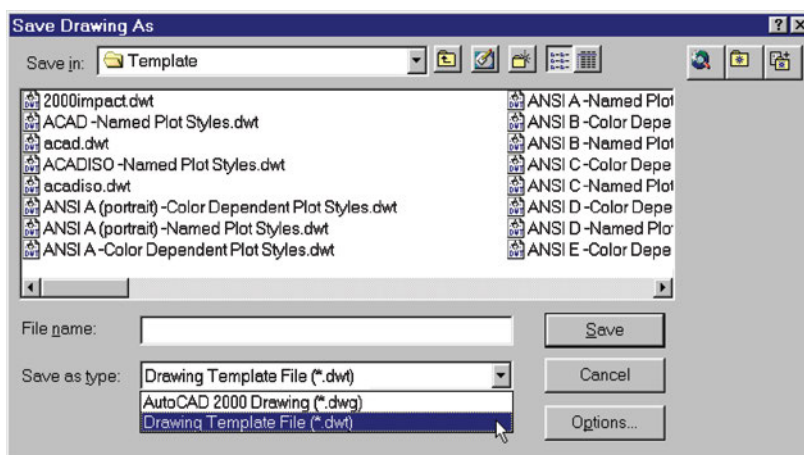 Save Drawing As
Save in: Template
2000impact.dwt
ACAD -Named Plot Styles.dwt
acad.dwt
ACADISO -Named Plot Styles.dwt
acadiso.dwt
ANSI A (portrait) -Color Dependent Plot Styles.dwt
ANSI A (portrait) -Named Plot Styles.dwt
ANSI A -Color Dependent Plot Styles.dwt
ANSI A -Named Plot
ANSI B -Color Depe
ANSI B -Named Plot
ANSI C -Color Depe
ANSI C -Named Plot
ANSI D -Color Depe
ANSI D -Named Plo
ANSI E -Color Depe
File name:
Save
Save as type: Drawing Template File (*.dwt)
Cancel
AutoCAD 2000 Drawing (*.dwg)
Drawing Template File (*.dwt)
Options...